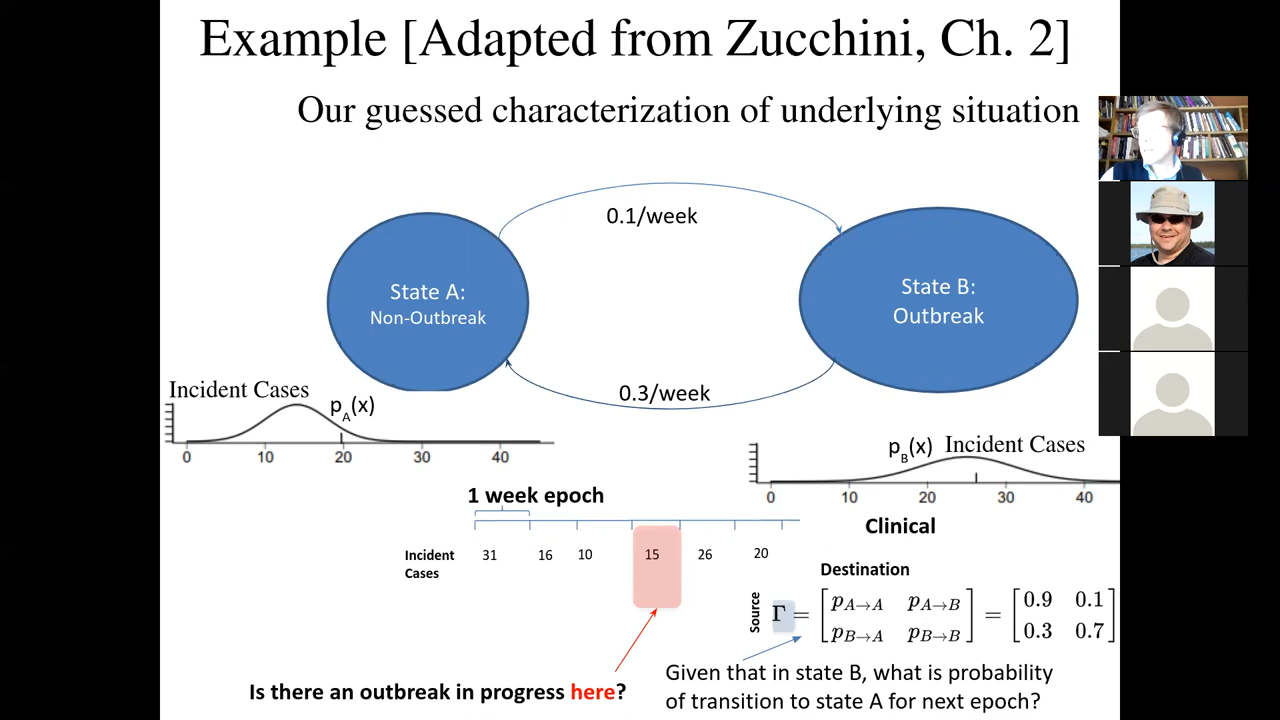 Example [Adapted from Zucchini, Ch. 2]
Our guessed characterization of underlying situation
0.1/week
State A:
Non-Outbreak
State B:
Outbreak
0.3/week
Incident Cases
pA(x)
0 10 20 30 40
pB(x) Incident Cases
0 10 20 30 40
1 week epoch
Clinical
Incident
Cases
31 16 10 15 26 20
Destination
Source
Γ = [pA→A pA→B] = [0.9 0.1]
[pB→A pB→B] [0.3 0.7]
Given that in state B, what is probability
of transition to state A for next epoch?
Is there an outbreak in progress here?